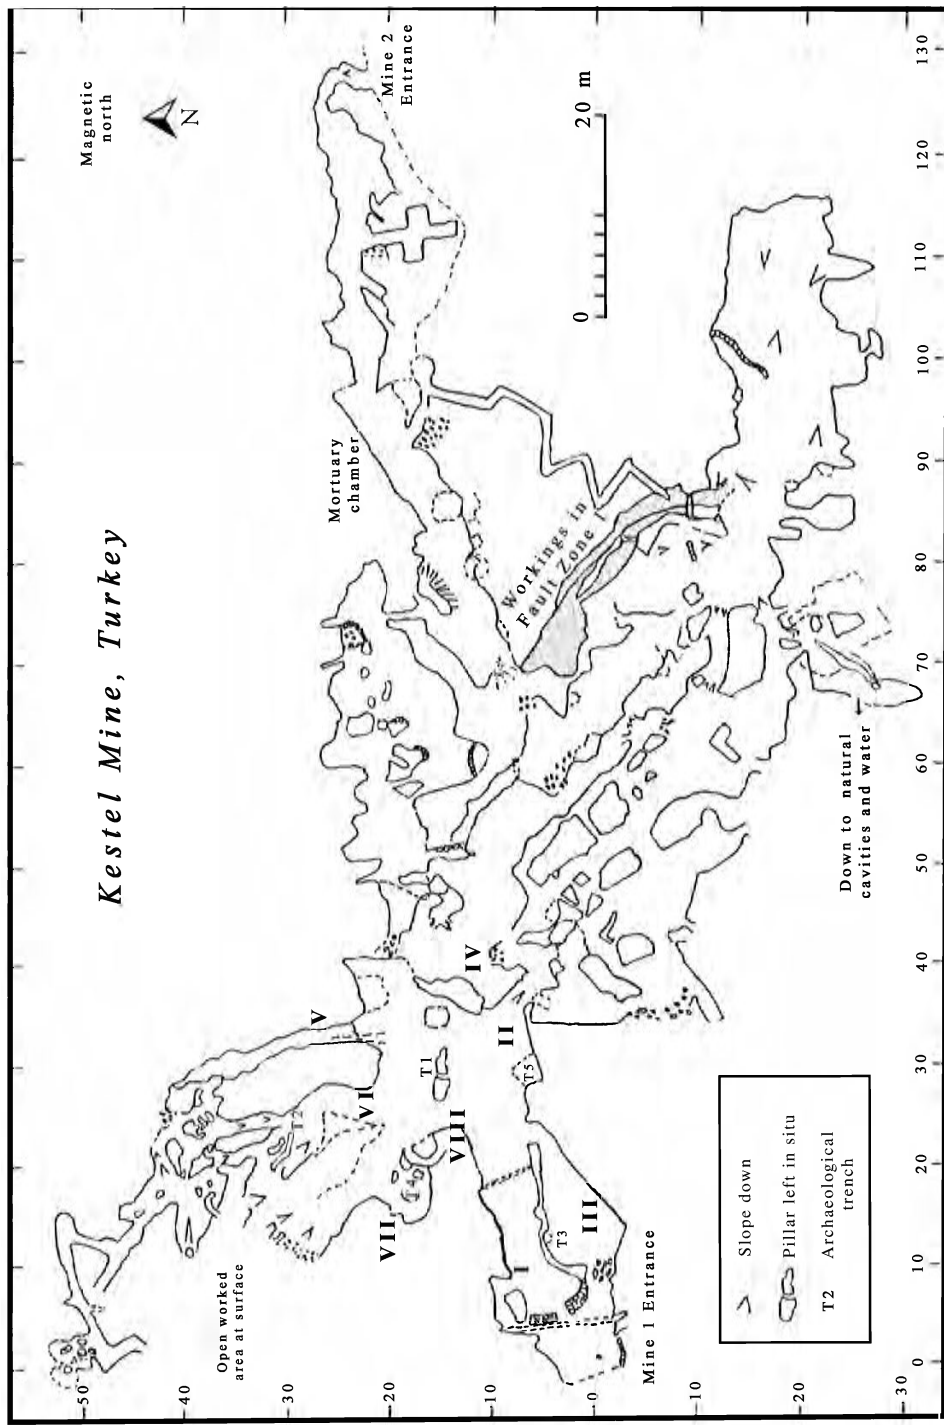 Kestel Mine, Turkey
Magnetic
north
N
Mine 2
Entrance
0
20 m
Mortuary
chamber
Workings in
Fault Zone
Down to natural
cavities and water
V
IV
II
T1
T5
VI
VIII
T2
VII
I
III
T3
Open worked
area at surface
Mine 1 Entrance
Slope down
Pillar left in situ
T2 Archaeological
trench
50
40
30
20
10
0
10
20
30
0
10
20
30
40
50
60
70
80
90
100
110
120
130